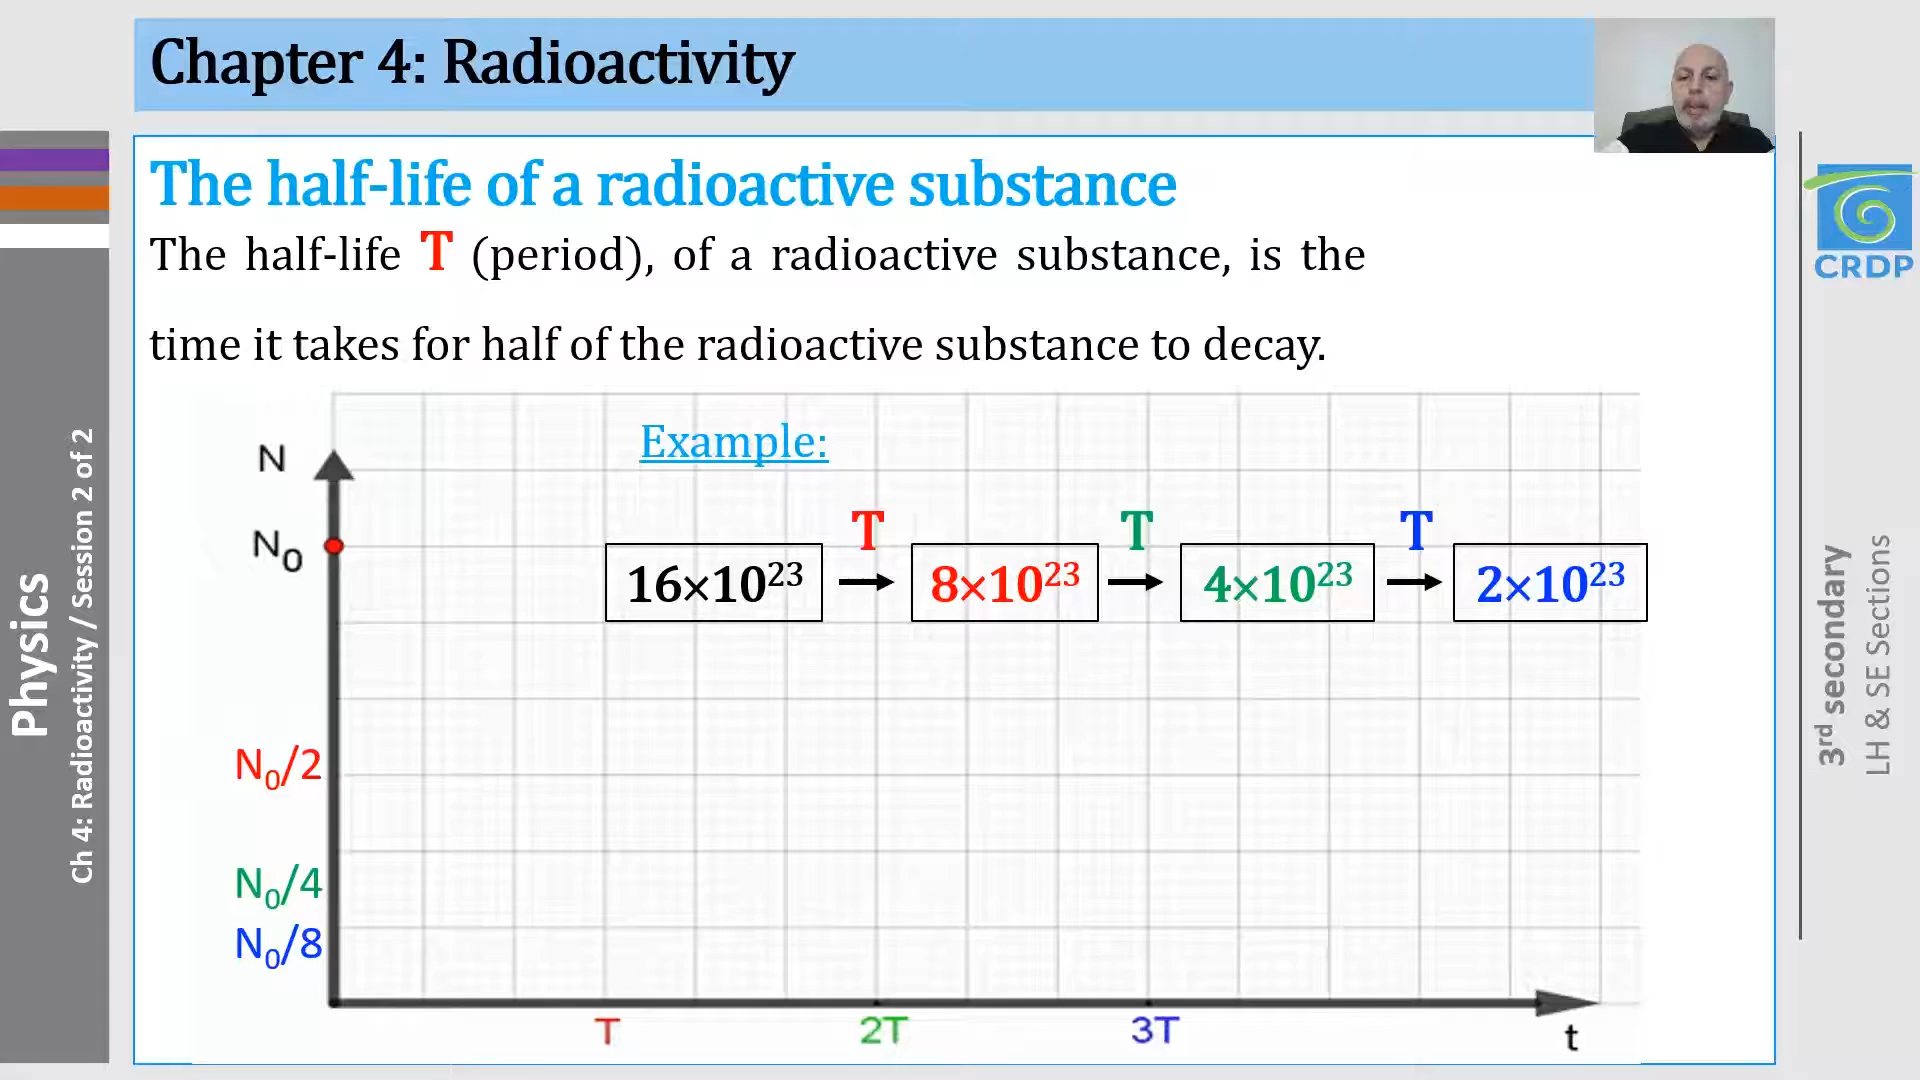 Chapter 4: Radioactivity
The half-life of a radioactive substance
The half-life T (period), of a radioactive substance, is the
time it takes for half of the radioactive substance to decay.
Example:
N
N₀
T T T
16×10²³ → 8×10²³ → 4×10²³ → 2×10²³
N₀/2
N₀/4
N₀/8
T 2T 3T
t
Physics
Ch 4: Radioactivity / Session 2 of 2
CRDP
3rd secondary
LH & SE Sections